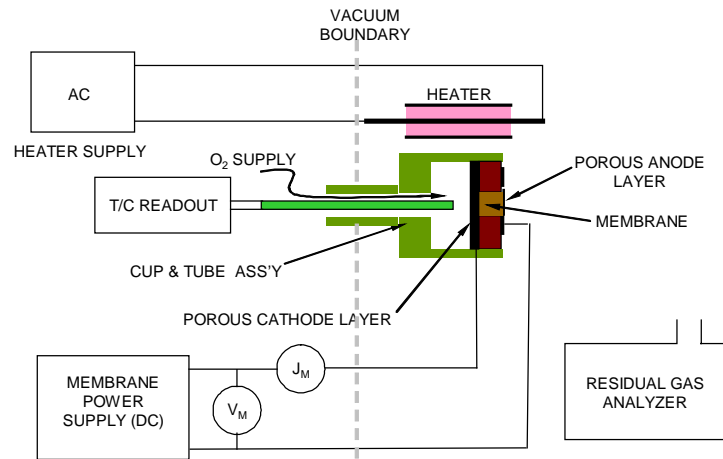 VACUUM
BOUNDARY
AC
HEATER
HEATER SUPPLY
O2 SUPPLY
POROUS ANODE
LAYER
T/C READOUT
MEMBRANE
CUP & TUBE ASS'Y
POROUS CATHODE LAYER
JM
MEMBRANE
POWER
SUPPLY (DC)
VM
RESIDUAL GAS
ANALYZER